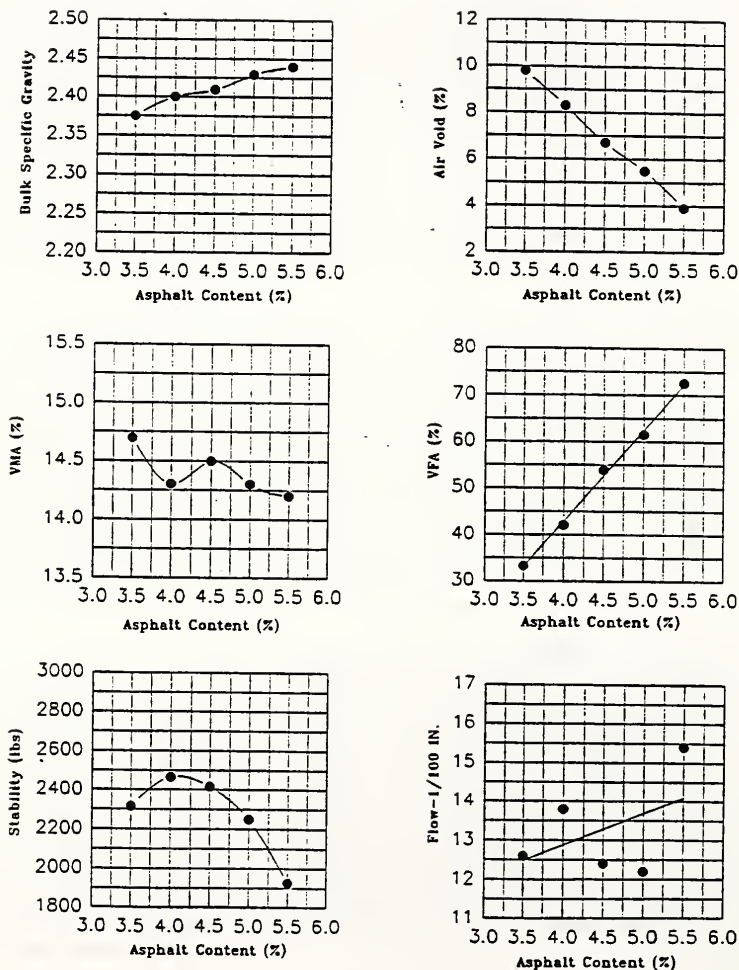 Bulk Specific Gravity
2.50
2.45
2.40
2.35
2.30
2.25
2.20
3.0 3.5 4.0 4.5 5.0 5.5 6.0
Asphalt Content (%)
Air Void (%)
12
10
8
6
4
2
3.0 3.5 4.0 4.5 5.0 5.5 6.0
Asphalt Content (%)
VMA (%)
15.5
15.0
14.5
14.0
13.5
3.0 3.5 4.0 4.5 5.0 5.5 6.0
Asphalt Content (%)
VFA (%)
80
70
60
50
40
30
3.0 3.5 4.0 4.5 5.0 5.5 6.0
Asphalt Content (%)
Stability (lbs)
3000
2800
2600
2400
2200
2000
1800
3.0 3.5 4.0 4.5 5.0 5.5 6.0
Asphalt Content (%)
Flow-1/100 IN.
17
16
15
14
13
12
11
3.0 3.5 4.0 4.5 5.0 5.5 6.0
Asphalt Content (%)